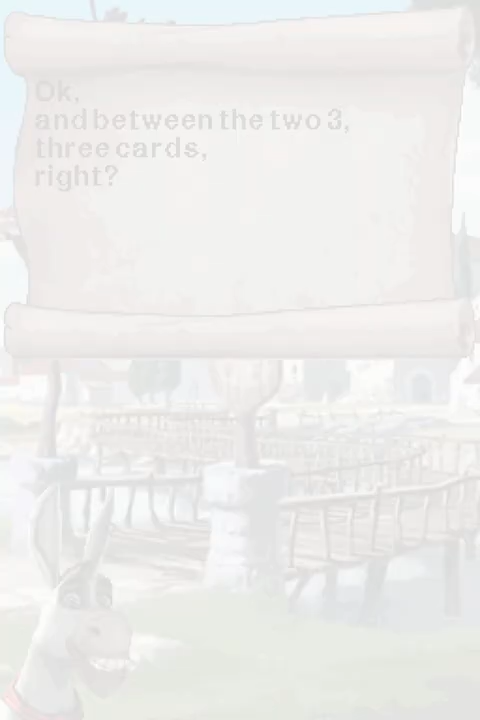 Ok,
and between the two 3,
three cards,
right?